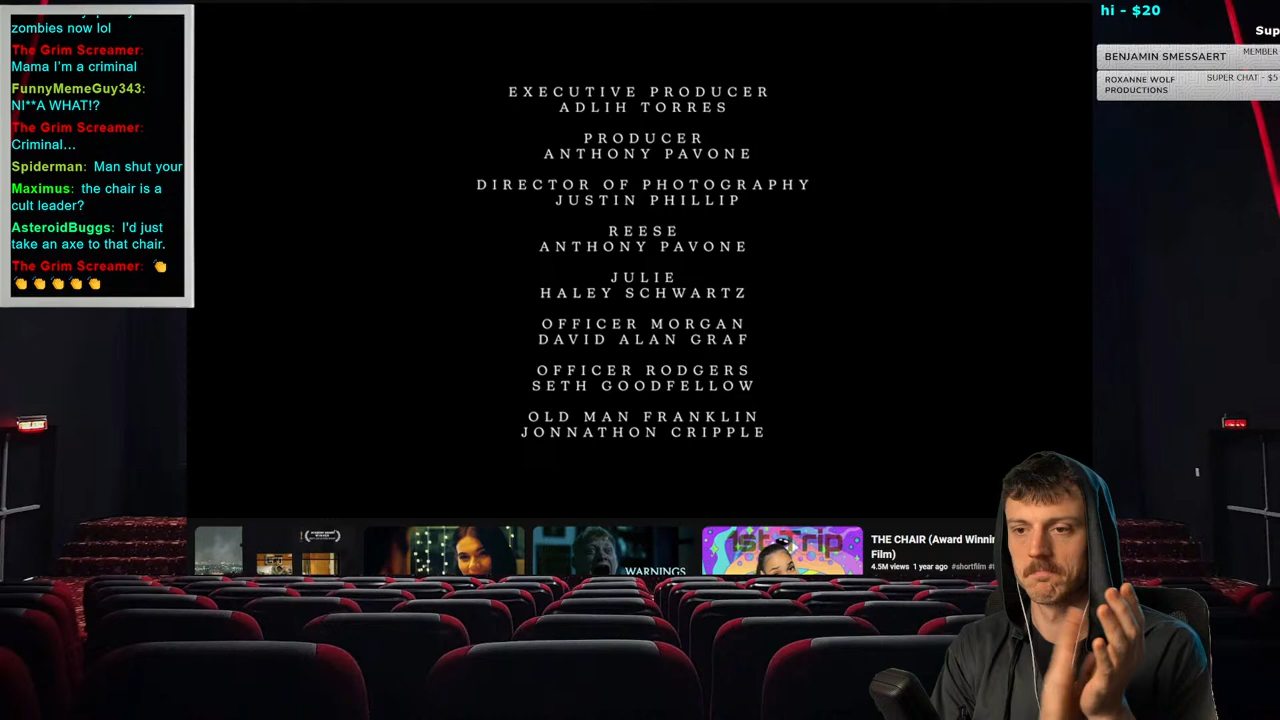 zombies now lol
The Grim Screamer:
Mama I'm a criminal
FunnyMemeGuy343:
NI**A WHAT!?
The Grim Screamer:
Criminal...
Spiderman: Man shut your
Maximus: the chair is a
cult leader?
AsteroidBuggs: I'd just
take an axe to that chair.
The Grim Screamer: 👏
👏👏👏👏👏
EXECUTIVE PRODUCER
ADLIH TORRES
PRODUCER
ANTHONY PAVONE
DIRECTOR OF PHOTOGRAPHY
JUSTIN PHILLIP
REESE
ANTHONY PAVONE
JULIE
HALEY SCHWARTZ
OFFICER MORGAN
DAVID ALAN GRAF
OFFICER RODGERS
SETH GOODFELLOW
OLD MAN FRANKLIN
JONNATHON CRIPPLE
hi - $20
Sup
BENJAMIN SMESSAERT MEMBER
ROXANNE WOLF SUPER CHAT - $5
PRODUCTIONS
WARNINGS
1st Trip
THE CHAIR (Award Winnin
Film)
4.5M views 1 year ago #shortfilm